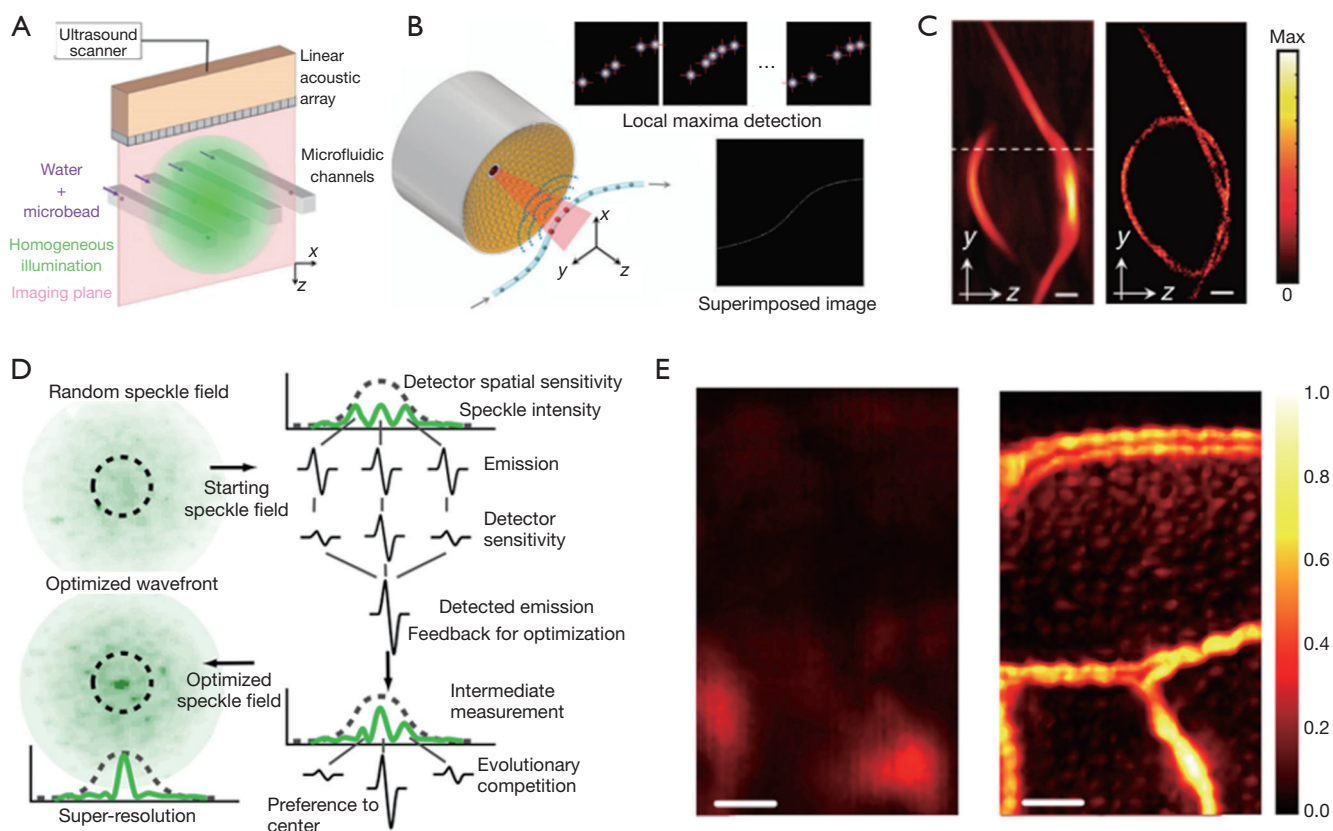 A
Ultrasound
scanner
Linear
acoustic
array
Water
+
microbead
Microfluidic
channels
Homogeneous
illumination
Imaging plane
x
z
B
...
Local maxima detection
x
y
z
Superimposed image
C
y
z
y
z
Max
0
D
Random speckle field
Starting
speckle field
Detector spatial sensitivity
Speckle intensity
Emission
Detector
sensitivity
Detected emission
Feedback for optimization
Optimized wavefront
Optimized
speckle field
Intermediate
measurement
Evolutionary
competition
Preference to
center
Super-resolution
E
1.0
0.8
0.6
0.4
0.2
0.0